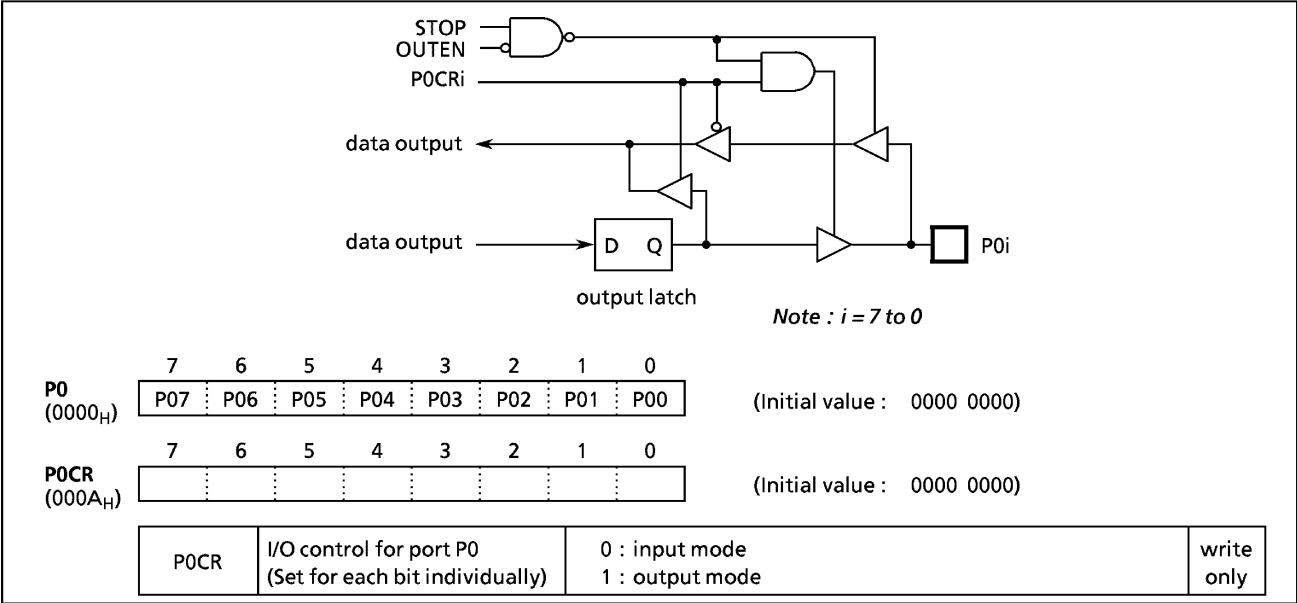 STOP
OUTEN
P0CRi
data output
data output
D Q
P0i
output latch
Note : i = 7 to 0
7 6 5 4 3 2 1 0
P0 P07 P06 P05 P04 P03 P02 P01 P00 (Initial value : 0000 0000)
(0000H)
7 6 5 4 3 2 1 0
P0CR (Initial value : 0000 0000)
(000AH)
P0CR
I/O control for port P0 0 : input mode write
(Set for each bit individually) 1 : output mode only